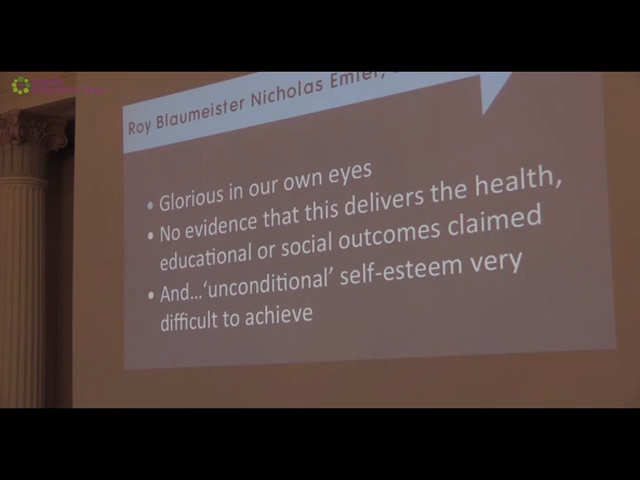 Roy Blaumeister Nicholas Emler,
• Glorious in our own eyes
• No evidence that this delivers the health,
educational or social outcomes claimed
• And...‘unconditional’ self-esteem very
difficult to achieve